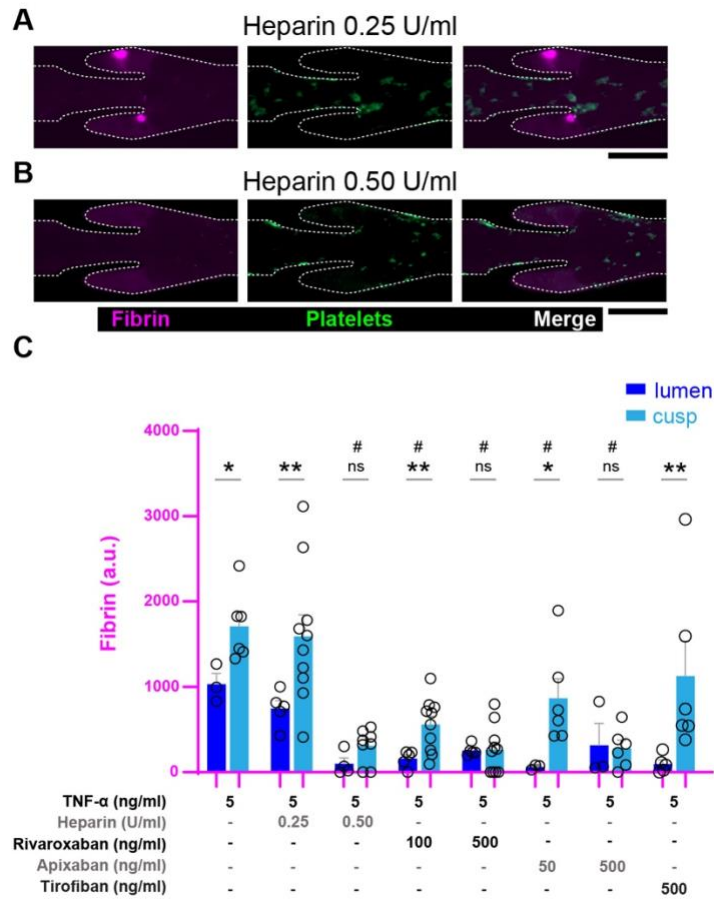 A
Heparin 0.25 U/ml
B
Heparin 0.50 U/ml
Fibrin Platelets Merge
C
lumen
cusp
4000
3000
2000
1000
0
Fibrin (a.u.)
# # # # #
* ** ns ** ns * ns **
TNF-α (ng/ml) 5 5 5 5 5 5 5 5
Heparin (U/ml) - 0.25 0.50 - - - - -
Rivaroxaban (ng/ml) - - - 100 500 - - -
Apixaban (ng/ml) - - - - - 50 500 -
Tirofiban (ng/ml) - - - - - - - 500